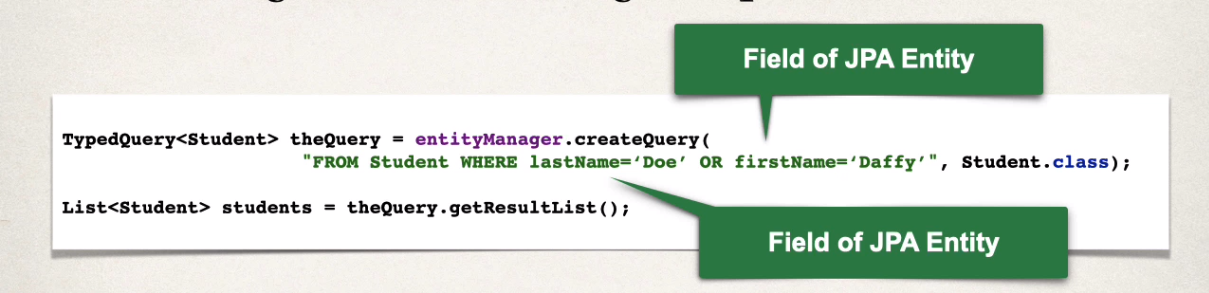 Field of JPA Entity
TypedQuery<Student> theQuery = entityManager.createQuery(
"FROM Student WHERE lastName=‘Doe’ OR firstName=‘Daffy’", Student.class);
List<Student> students = theQuery.getResultList();
Field of JPA Entity